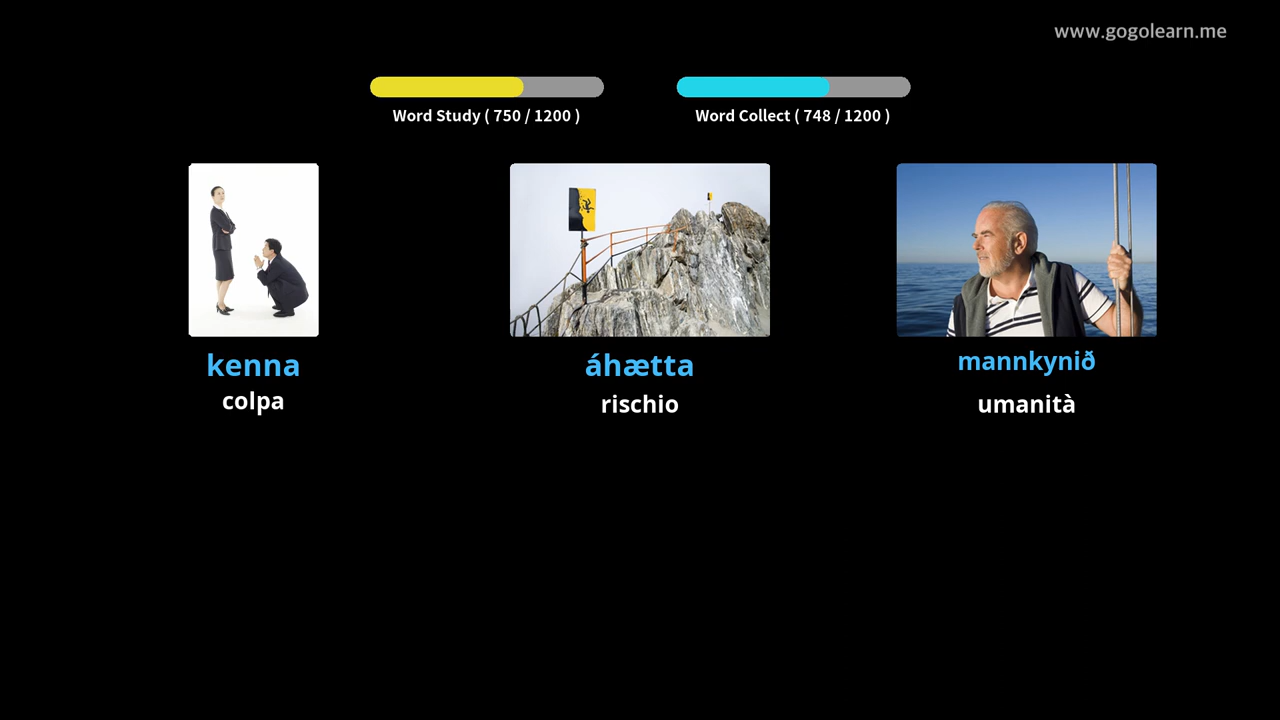 www.gogolearn.me
Word Study ( 750 / 1200 )
Word Collect ( 748 / 1200 )
kenna
colpa
áhætta
rischio
mannkynið
umanità